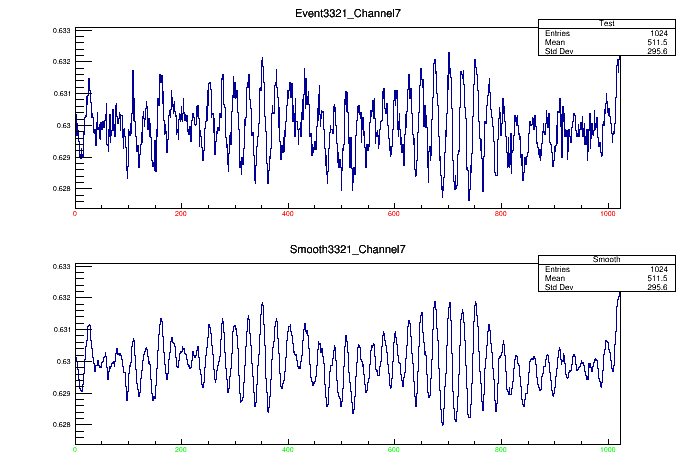 Event3321_Channel7
Test
Entries 1024
Mean 511.5
Std Dev 295.6
0.633
0.632
0.631
0.63
0.629
0.628
0 200 400 600 800 1000
Smooth3321_Channel7
Smooth
Entries 1024
Mean 511.5
Std Dev 295.6
0.633
0.632
0.631
0.63
0.629
0.628
0 200 400 600 800 1000